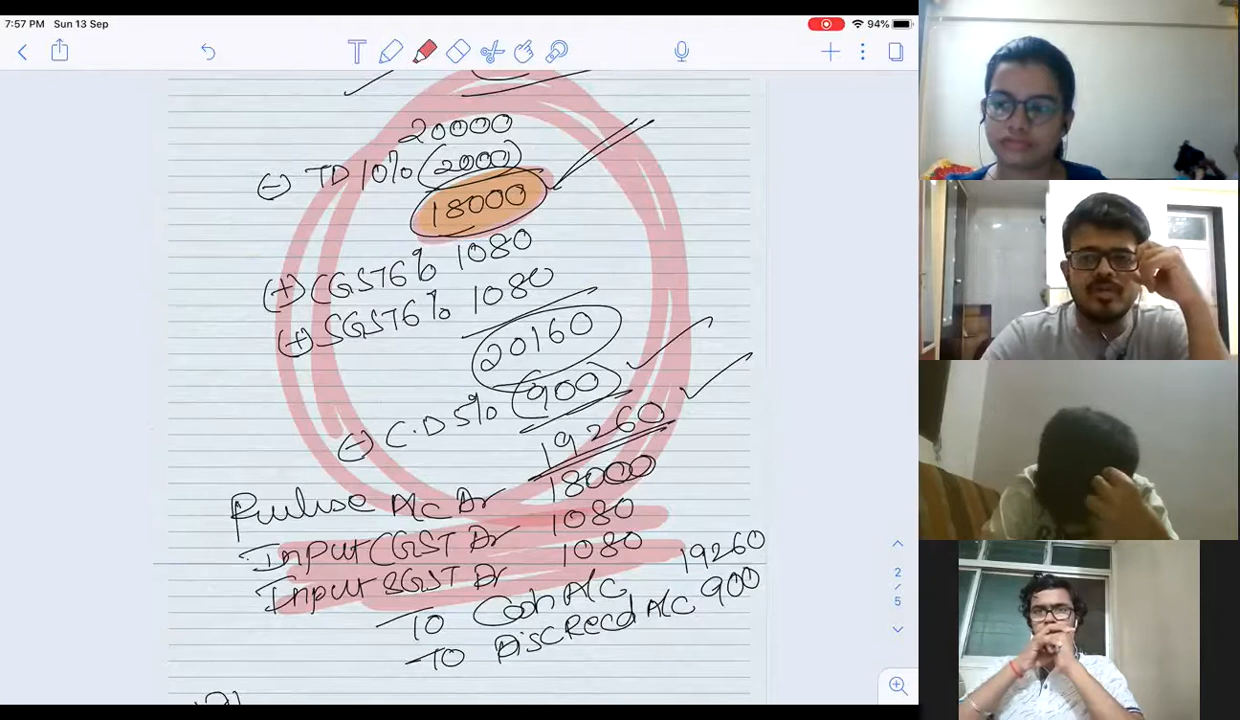 7:57 PM Sun 13 Sep
94%
20000
(-) TD 10% (2000)
18000
(+) CGST 6% 1080
(+) SGST 6% 1080
20160
(-) C.D 5% (900)
19260
A/c Dr 18000
Input CGST Dr 1080
Input SGST Dr 1080
To Cash A/c 19260
To Disc Recd A/c 900
2
/
5